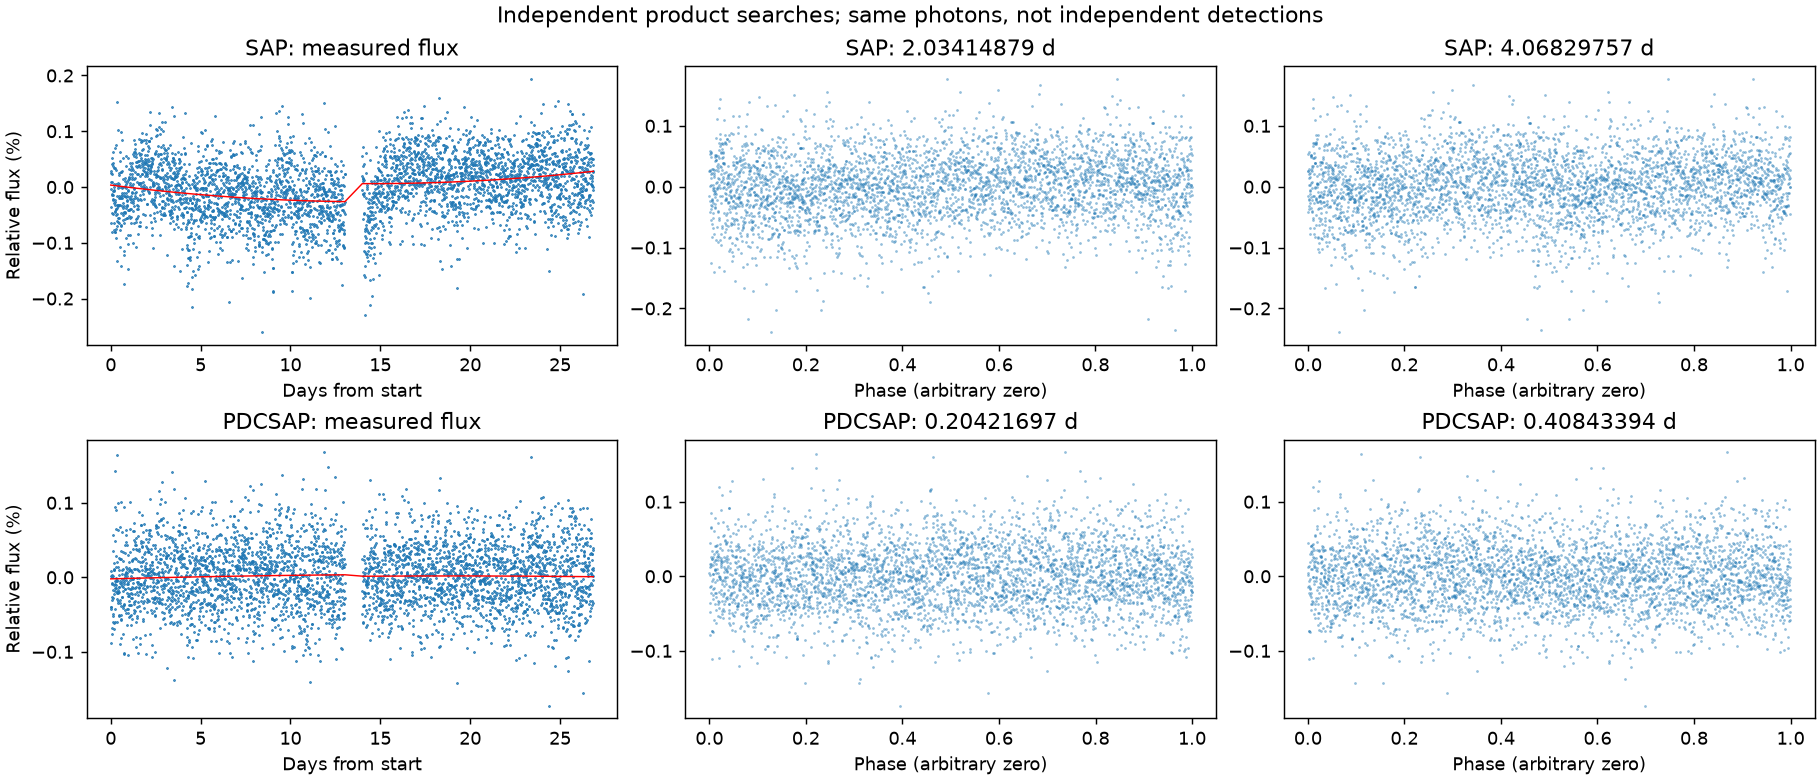 Independent product searches; same photons, not independent detections
SAP: measured flux
SAP: 2.03414879 d
SAP: 4.06829757 d
Relative flux (%)
0.2
0.1
0.0
−0.1
−0.2
0.1
0.0
−0.1
−0.2
0.1
0.0
−0.1
−0.2
0 5 10 15 20 25
0.0 0.2 0.4 0.6 0.8 1.0
0.0 0.2 0.4 0.6 0.8 1.0
Days from start
Phase (arbitrary zero)
Phase (arbitrary zero)
PDCSAP: measured flux
PDCSAP: 0.20421697 d
PDCSAP: 0.40843394 d
Relative flux (%)
0.1
0.0
−0.1
0.1
0.0
−0.1
0.1
0.0
−0.1
0 5 10 15 20 25
0.0 0.2 0.4 0.6 0.8 1.0
0.0 0.2 0.4 0.6 0.8 1.0
Days from start
Phase (arbitrary zero)
Phase (arbitrary zero)